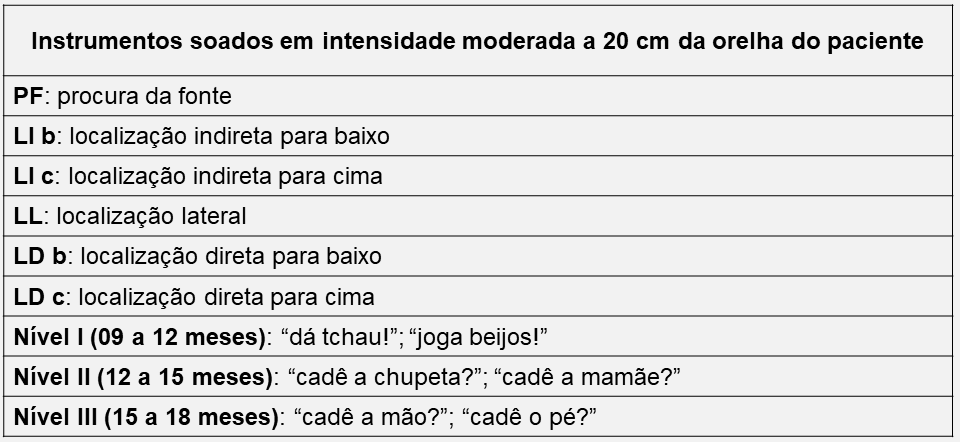 Instrumentos soados em intensidade moderada a 20 cm da orelha do paciente
PF: procura da fonte
LI b: localização indireta para baixo
LI c: localização indireta para cima
LL: localização lateral
LD b: localização direta para baixo
LD c: localização direta para cima
Nível I (09 a 12 meses): “dá tchau!”; “joga beijos!”
Nível II (12 a 15 meses): “cadê a chupeta?”; “cadê a mamãe?”
Nível III (15 a 18 meses): “cadê a mão?”; “cadê o pé?”